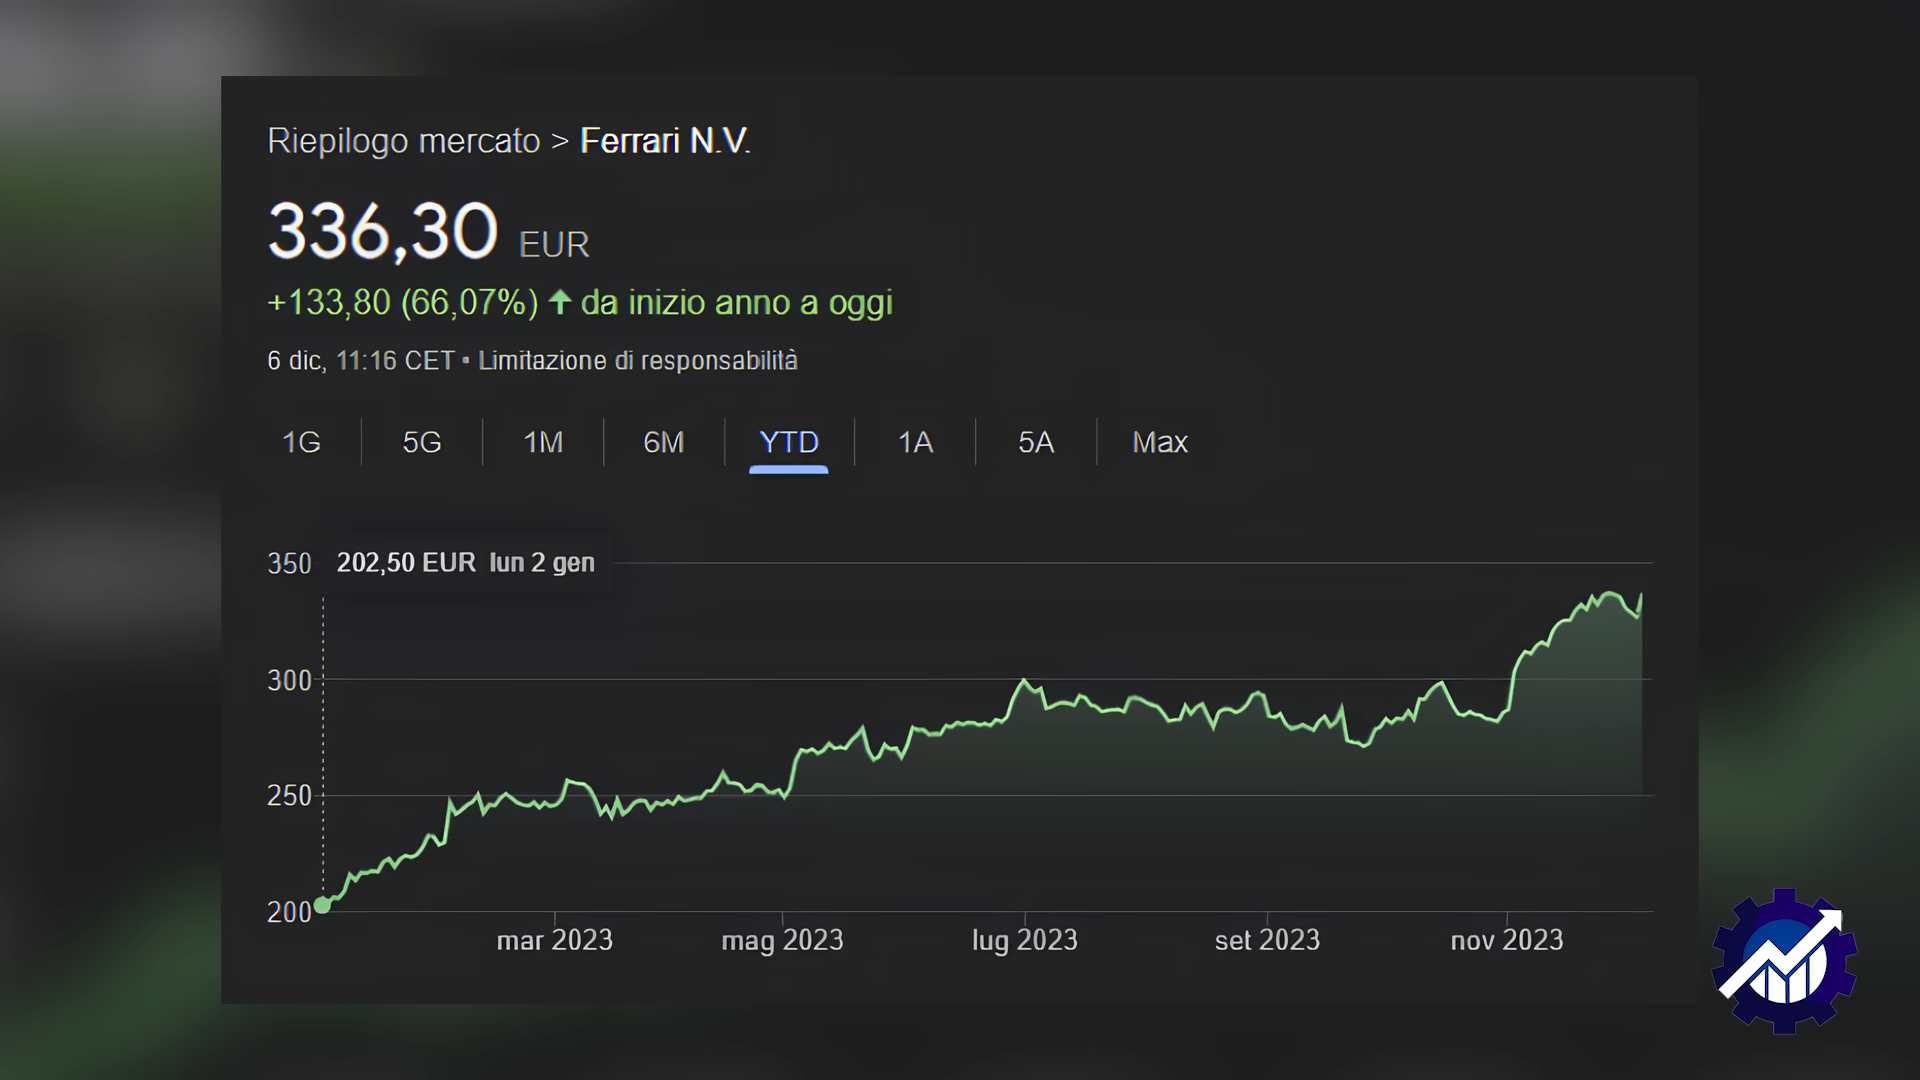 Riepilogo mercato > Ferrari N.V.
336,30 EUR
+133,80 (66,07%) ↑ da inizio anno a oggi
6 dic, 11:16 CET • Limitazione di responsabilità
1G 5G 1M 6M YTD 1A 5A Max
350 202,50 EUR lun 2 gen
300
250
200
mar 2023 mag 2023 lug 2023 set 2023 nov 2023